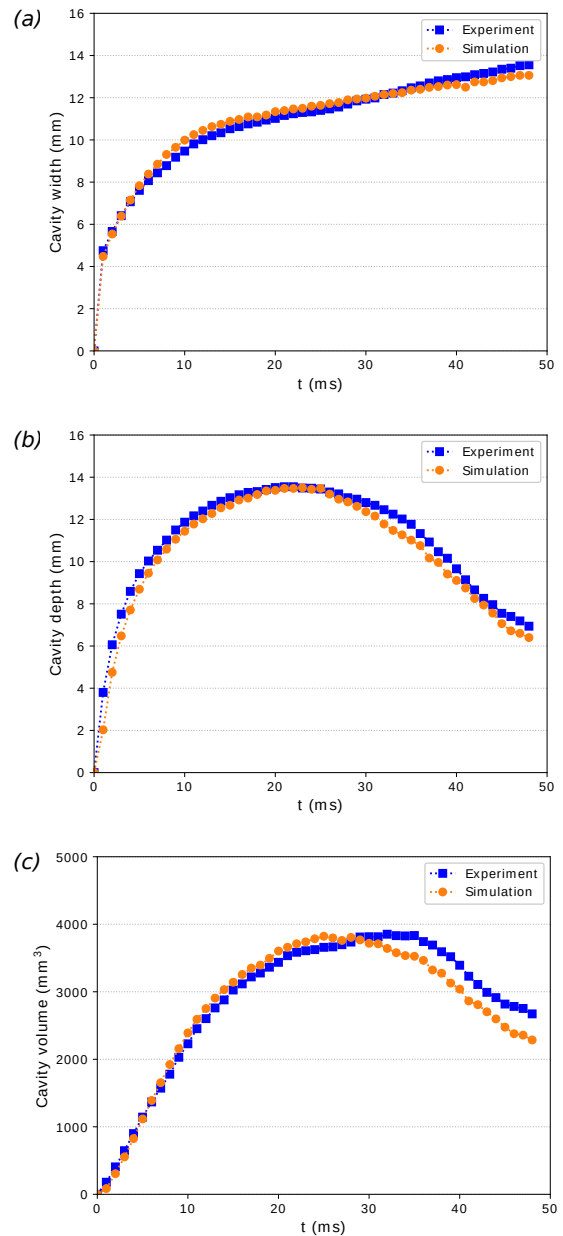 (a)
16
14
12
10
8
6
4
2
0
Cavity width (mm)
Experiment
Simulation
0 10 20 30 40 50
t (ms)
(b)
16
14
12
10
8
6
4
2
0
Cavity depth (mm)
Experiment
Simulation
0 10 20 30 40 50
t (ms)
(c)
5000
4000
3000
2000
1000
0
Cavity volume (mm³)
Experiment
Simulation
0 10 20 30 40 50
t (ms)